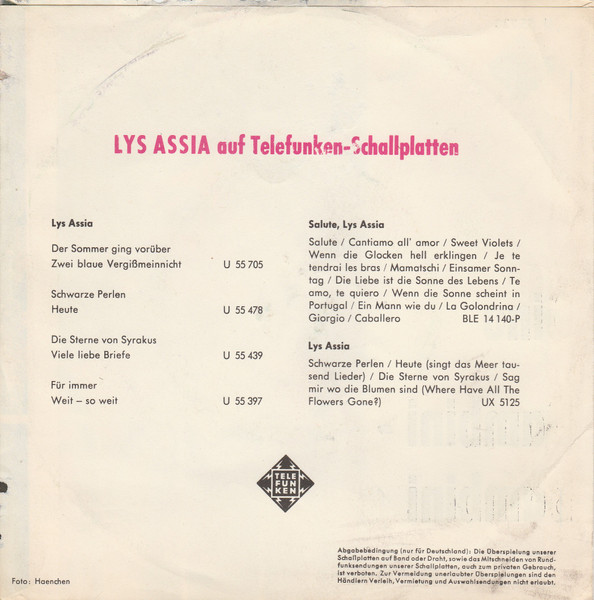 LYS ASSIA auf Telefunken-Schallplatten
Lys Assia
Der Sommer ging vorüber
Zwei blaue Vergißmeinnicht U 55 705
Schwarze Perlen
Heute U 55 478
Die Sterne von Syrakus
Viele liebe Briefe U 55 439
Für immer
Weit – so weit U 55 397
Salute, Lys Assia
Salute / Cantiamo all' amor / Sweet Violets /
Wenn die Glocken hell erklingen / Je te
tendrai les bras / Mamatschi / Einsamer Sonn-
tag / Die Liebe ist die Sonne des Lebens / Te
amo, te quiero / Wenn die Sonne scheint in
Portugal / Ein Mann wie du / La Golondrina /
Giorgio / Caballero BLE 14 140-P
Lys Assia
Schwarze Perlen / Heute (singt das Meer tau-
send Lieder) / Die Sterne von Syrakus / Sag
mir wo die Blumen sind (Where Have All The
Flowers Gone?) UX 5125
TELE
FUN
KEN
Abgabebedingung (nur für Deutschland): Die Überspielung unserer
Schallplatten auf Band oder Draht, sowie das Mitschneiden von Rund-
funksendungen unserer Schallplatten, auch zum privaten Gebrauch,
ist verboten. Zur Vermeidung unerlaubter Überspielungen sind den
Händlern Verleih, Vermietung und Auswahlsendungen nicht erlaubt.
Foto: Haenchen